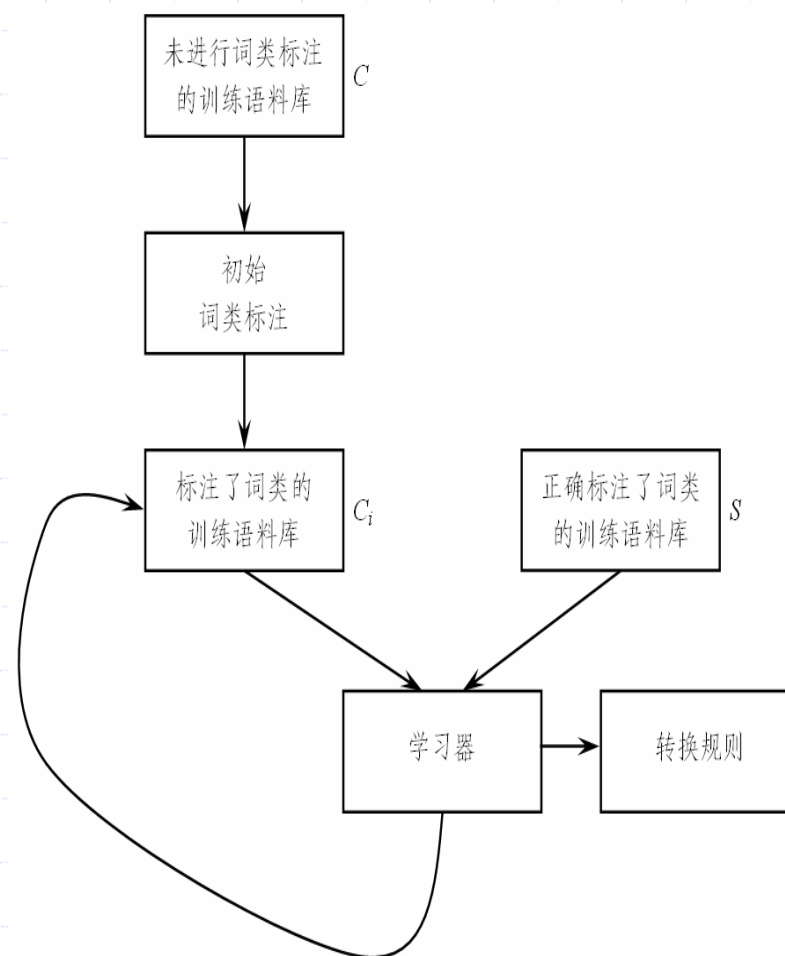 未进行词类标注
的训练语料库
C
初始
词类标注
标注了词类的
训练语料库
C_i
正确标注了词类
的训练语料库
S
学习器
转换规则